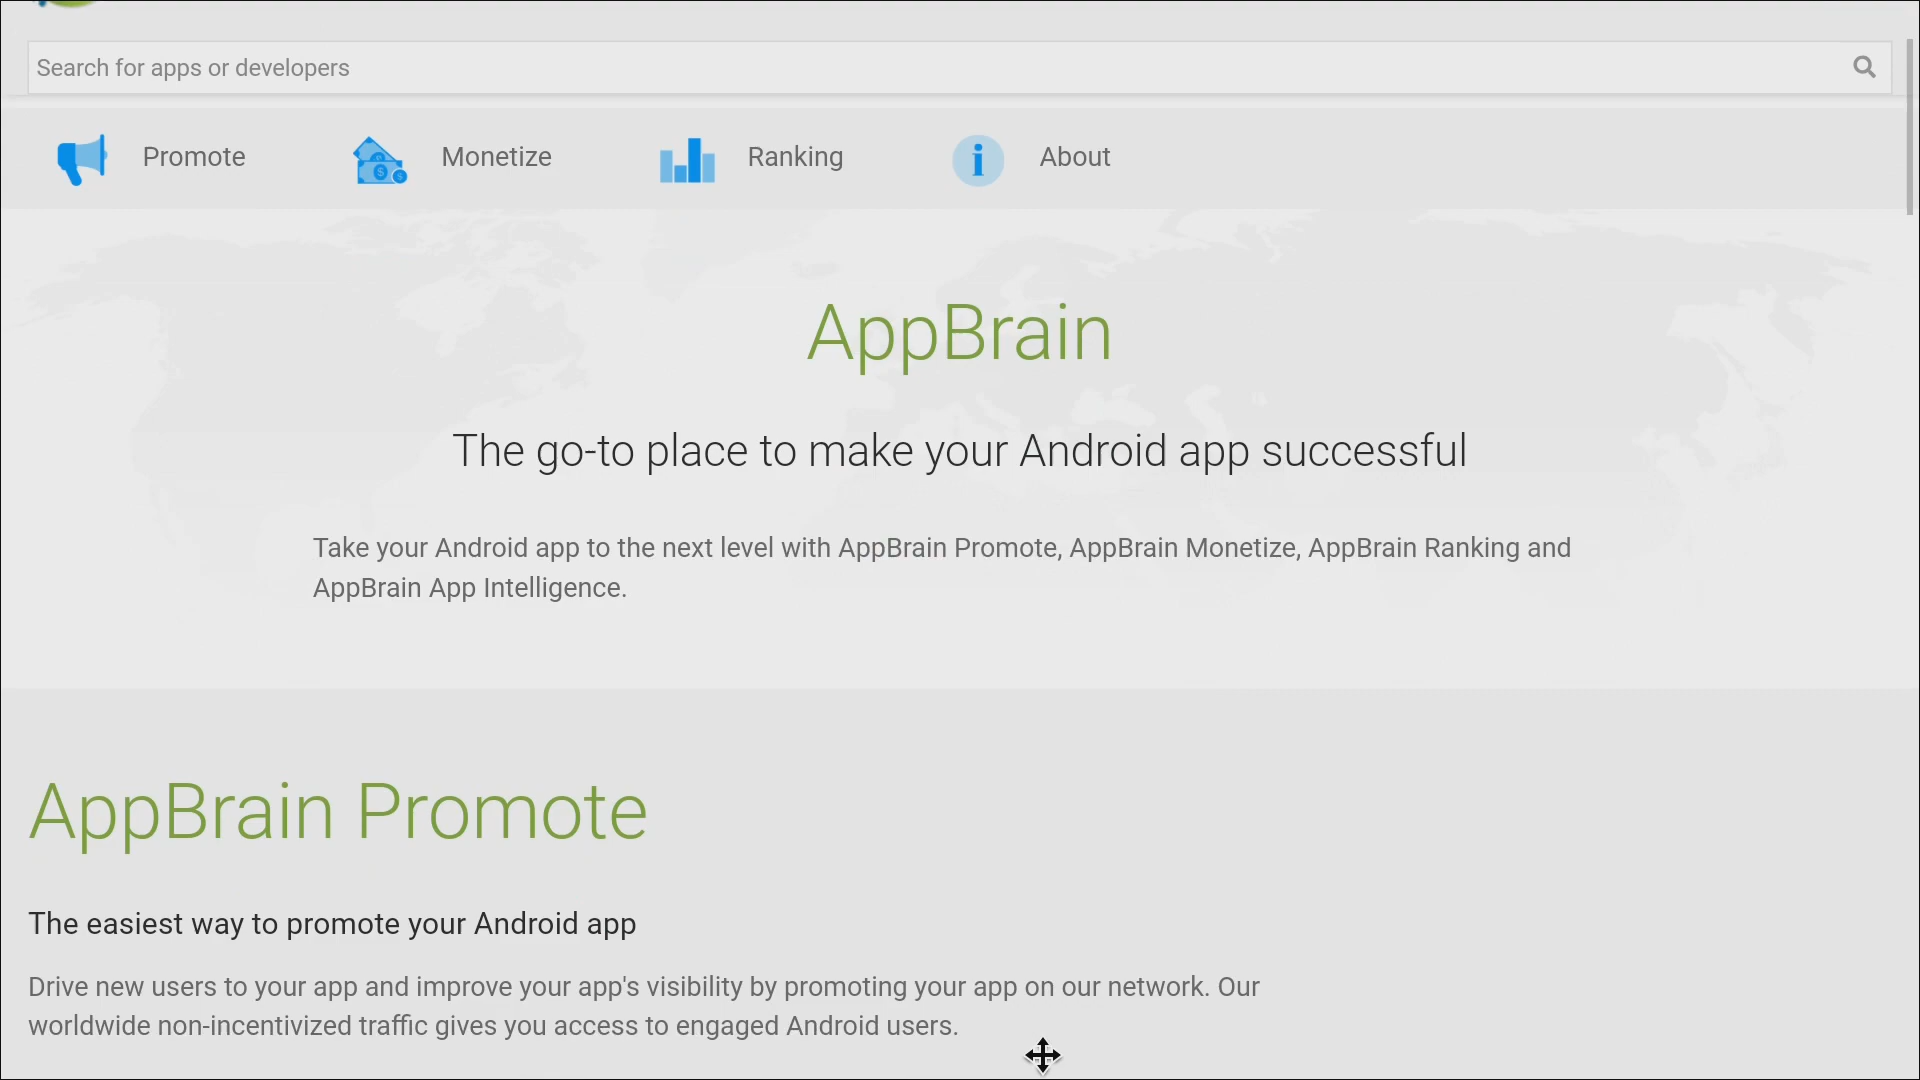 Search for apps or developers
Promote
Monetize
Ranking
About
AppBrain
The go-to place to make your Android app successful
Take your Android app to the next level with AppBrain Promote, AppBrain Monetize, AppBrain Ranking and
AppBrain App Intelligence.
AppBrain Promote
The easiest way to promote your Android app
Drive new users to your app and improve your app's visibility by promoting your app on our network. Our
worldwide non-incentivized traffic gives you access to engaged Android users.